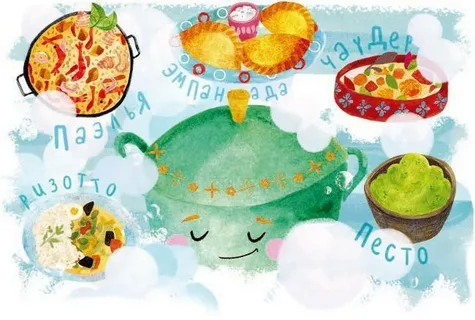 ПАЭЛЬЯ
ЭМПАНАДА
ЧАУДЕР
РИЗОТТО
ПЕСТО